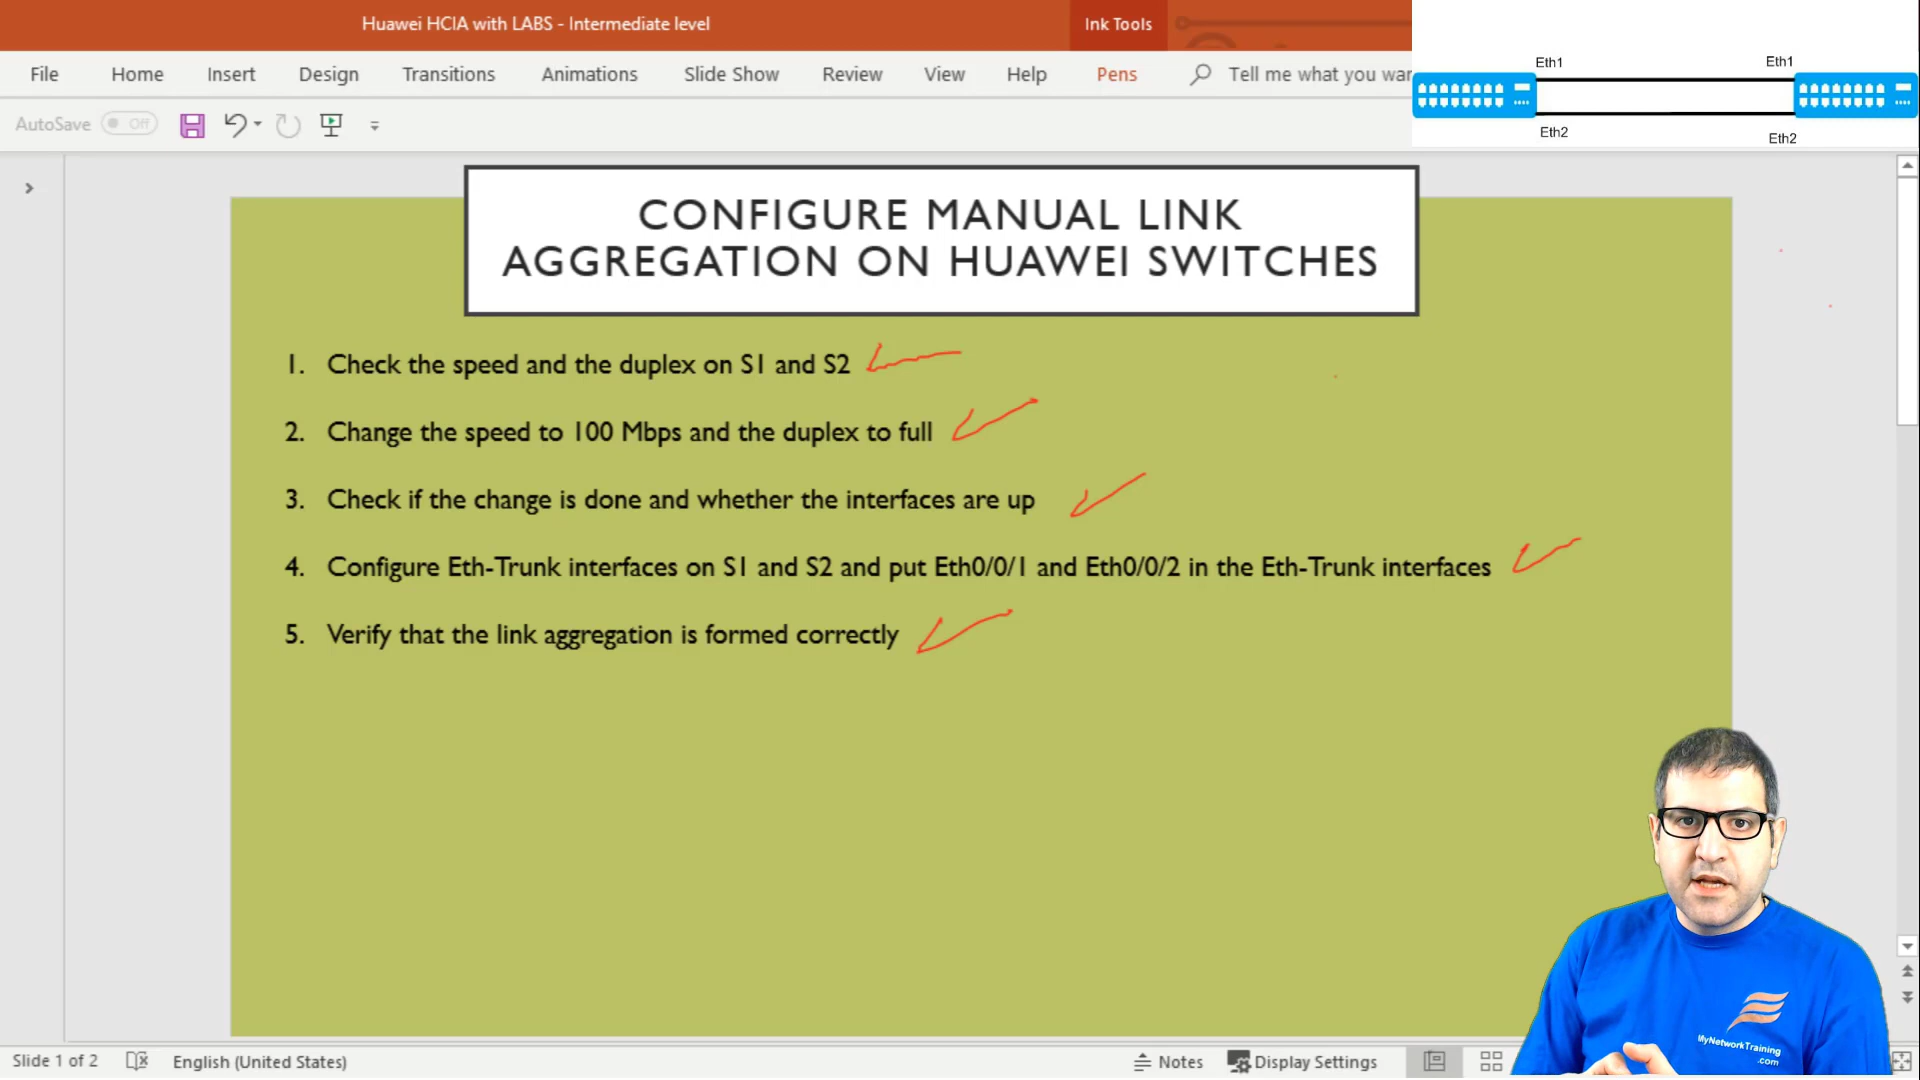 Huawei HCIA with LABS - Intermediate level
Ink Tools
File Home Insert Design Transitions Animations Slide Show Review View Help Pens Tell me what you war
AutoSave Off
Eth1 Eth1
Eth2 Eth2
CONFIGURE MANUAL LINK
AGGREGATION ON HUAWEI SWITCHES
1. Check the speed and the duplex on S1 and S2
2. Change the speed to 100 Mbps and the duplex to full
3. Check if the change is done and whether the interfaces are up
4. Configure Eth-Trunk interfaces on S1 and S2 and put Eth0/0/1 and Eth0/0/2 in the Eth-Trunk interfaces
5. Verify that the link aggregation is formed correctly
MyNetworkTraining
.com
Slide 1 of 2 English (United States) Notes Display Settings